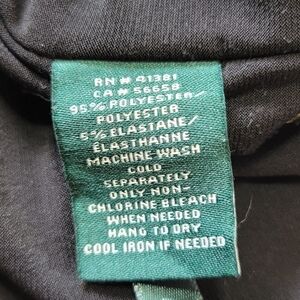 RN # 41381
CA # 56658
95% POLYESTER/
POLYESTER
5% ELASTANE/
ÉLASTHANNE
MACHINE WASH
COLD
SEPARATELY
ONLY NON-
CHLORINE BLEACH
WHEN NEEDED
HANG TO DRY
COOL IRON IF NEEDED